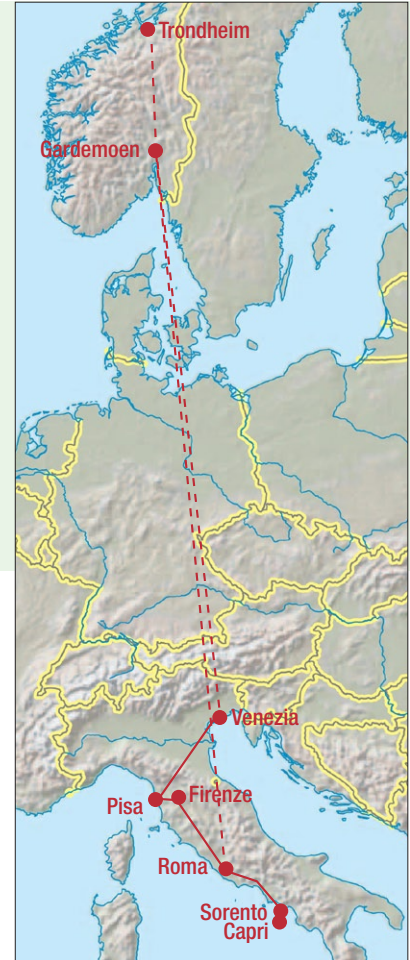 Trondheim
Gardemoen
Venezia
Firenze
Pisa
Roma
Sorento
Capri